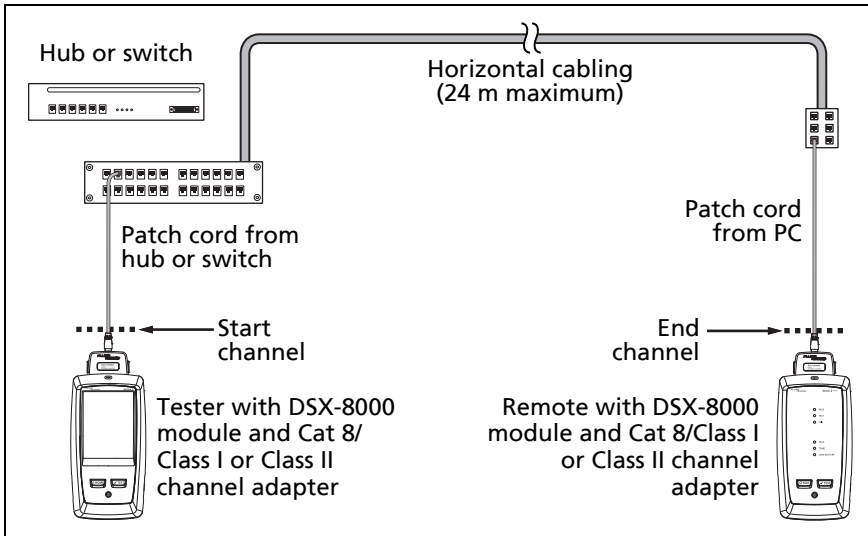 Hub or switch
Horizontal cabling
(24 m maximum)
Patch cord from
hub or switch
Patch cord
from PC
Start
channel
End
channel
Tester with DSX-8000
module and Cat 8/
Class I or Class II
channel adapter
Remote with DSX-8000
module and Cat 8/Class I
or Class II channel
adapter